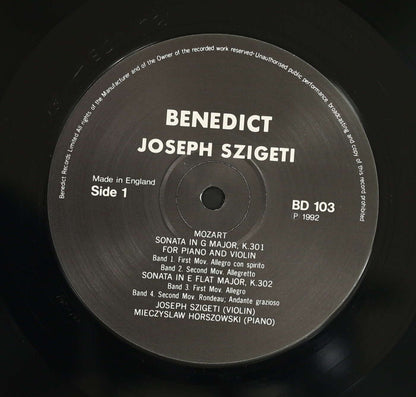 Benedict Records Limited All rights of the Manufacturer and of the Owner of the recorded work reserved-Unauthorised public performance, broadcasting and copying of this record prohibited
BENEDICT
JOSEPH SZIGETI
Made in England
Side 1
BD 103
P 1992
MOZART
SONATA IN G MAJOR, K.301
FOR PIANO AND VIOLIN
Band 1. First Mov. Allegro con spirito
Band 2. Second Mov. Allegretto
SONATA IN E FLAT MAJOR, K.302
Band 3. First Mov. Allegro
Band 4. Second Mov. Rondeau; Andante grazioso
JOSEPH SZIGETI (VIOLIN)
MIECZYSLAW HORSZOWSKI (PIANO)